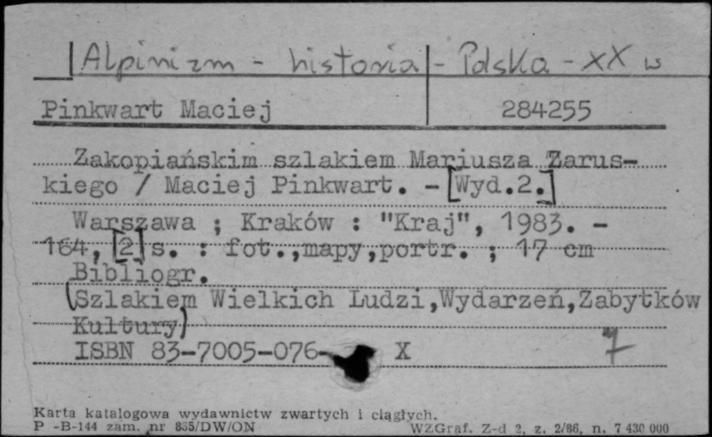 Alpinizm - historia - Polska - XX w
Pinkwart Maciej 284255
Zakopiańskim szlakiem Mariusza Zarus-
kiego / Maciej Pinkwart. - [Wyd.2.]
Warszawa ; Kraków : "Kraj", 1983. -
164, [2] s. : fot.,mapy,portr. ; 17 cm
Bibliogr.
(Szlakiem Wielkich Ludzi,Wydarzeń,Zabytków
Kultury)
ISBN 83-7005-076- X 7
Karta katalogowa wydawnictw zwartych i ciągłych.
P -B-144 zam. nr 835/DW/ON WZGraf. Z-d 2, z. 2/86, n. 7 430 000